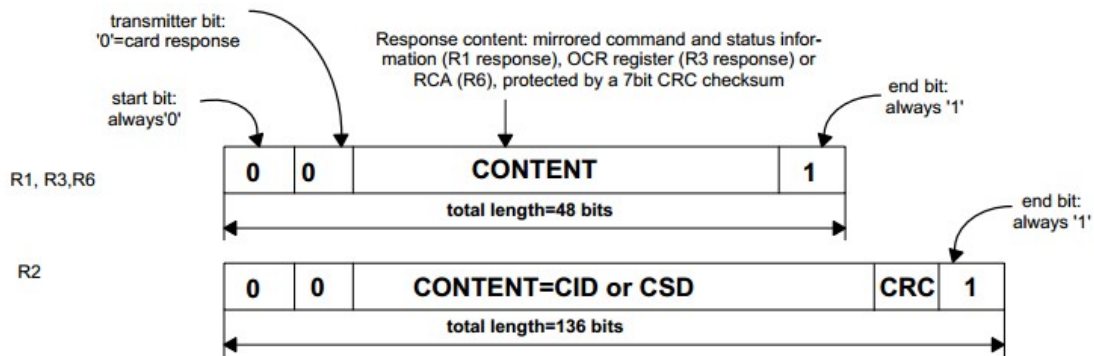 transmitter bit:
'0'=card response
Response content: mirrored command and status infor-
mation (R1 response), OCR register (R3 response) or
RCA (R6), protected by a 7bit CRC checksum
start bit:
always'0'
end bit:
always '1'
R1, R3,R6
0 0 CONTENT 1
total length=48 bits
end bit:
always '1'
R2
0 0 CONTENT=CID or CSD CRC 1
total length=136 bits